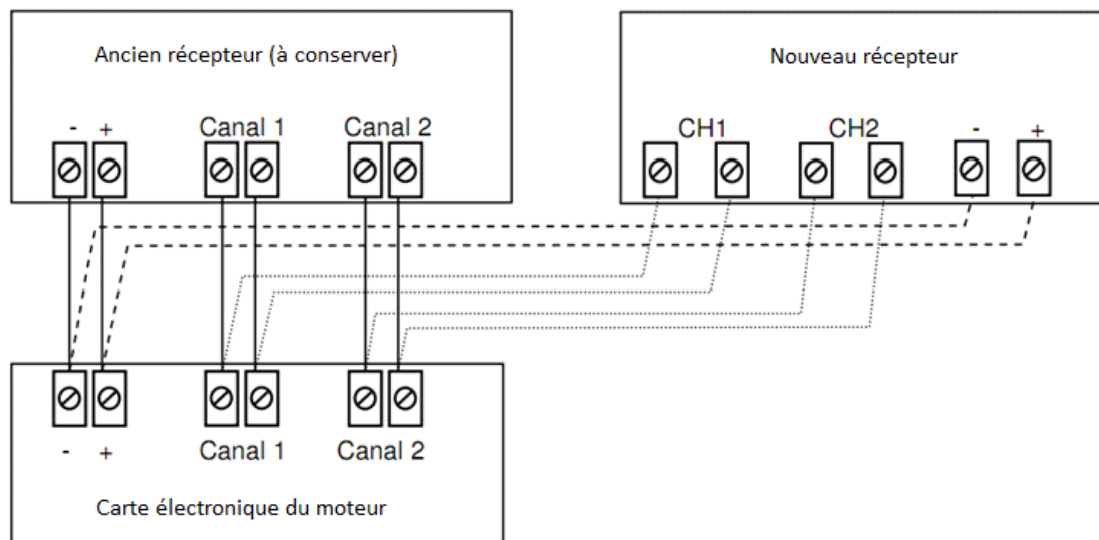 Ancien récepteur (à conserver)
- + Canal 1 Canal 2
Nouveau récepteur
CH1 CH2 - +
- + Canal 1 Canal 2
Carte électronique du moteur